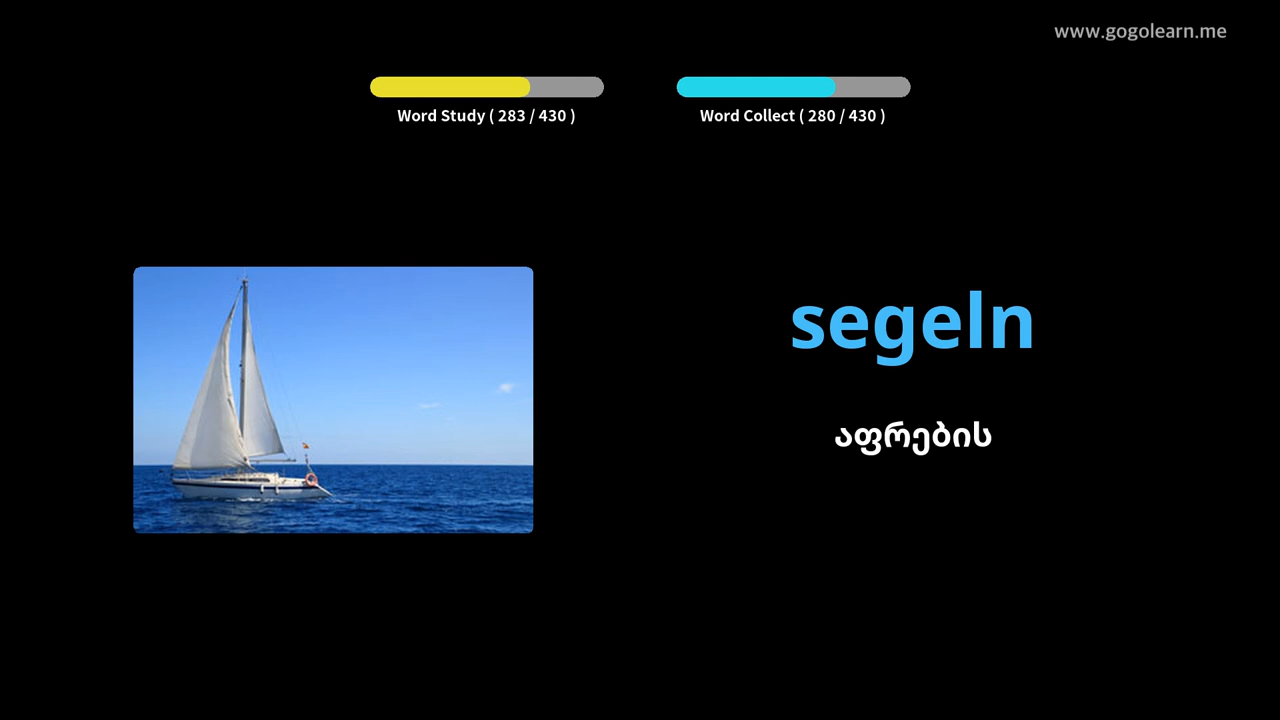 www.gogolearn.me
Word Study ( 283 / 430 )
Word Collect ( 280 / 430 )
segeln
აფრების